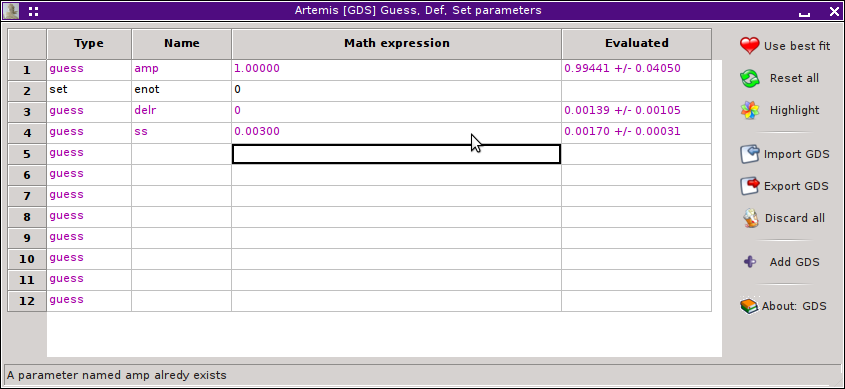 Artemis [GDS] Guess, Def, Set parameters
Type Name Math expression Evaluated
1 guess amp 1.00000 0.99441 +/- 0.04050
2 set enot 0
3 guess delr 0 0.00139 +/- 0.00105
4 guess ss 0.00300 0.00170 +/- 0.00031
5 guess
6 guess
7 guess
8 guess
9 guess
10 guess
11 guess
12 guess
Use best fit
Reset all
Highlight
Import GDS
Export GDS
Discard all
Add GDS
About: GDS
A parameter named amp alredy exists